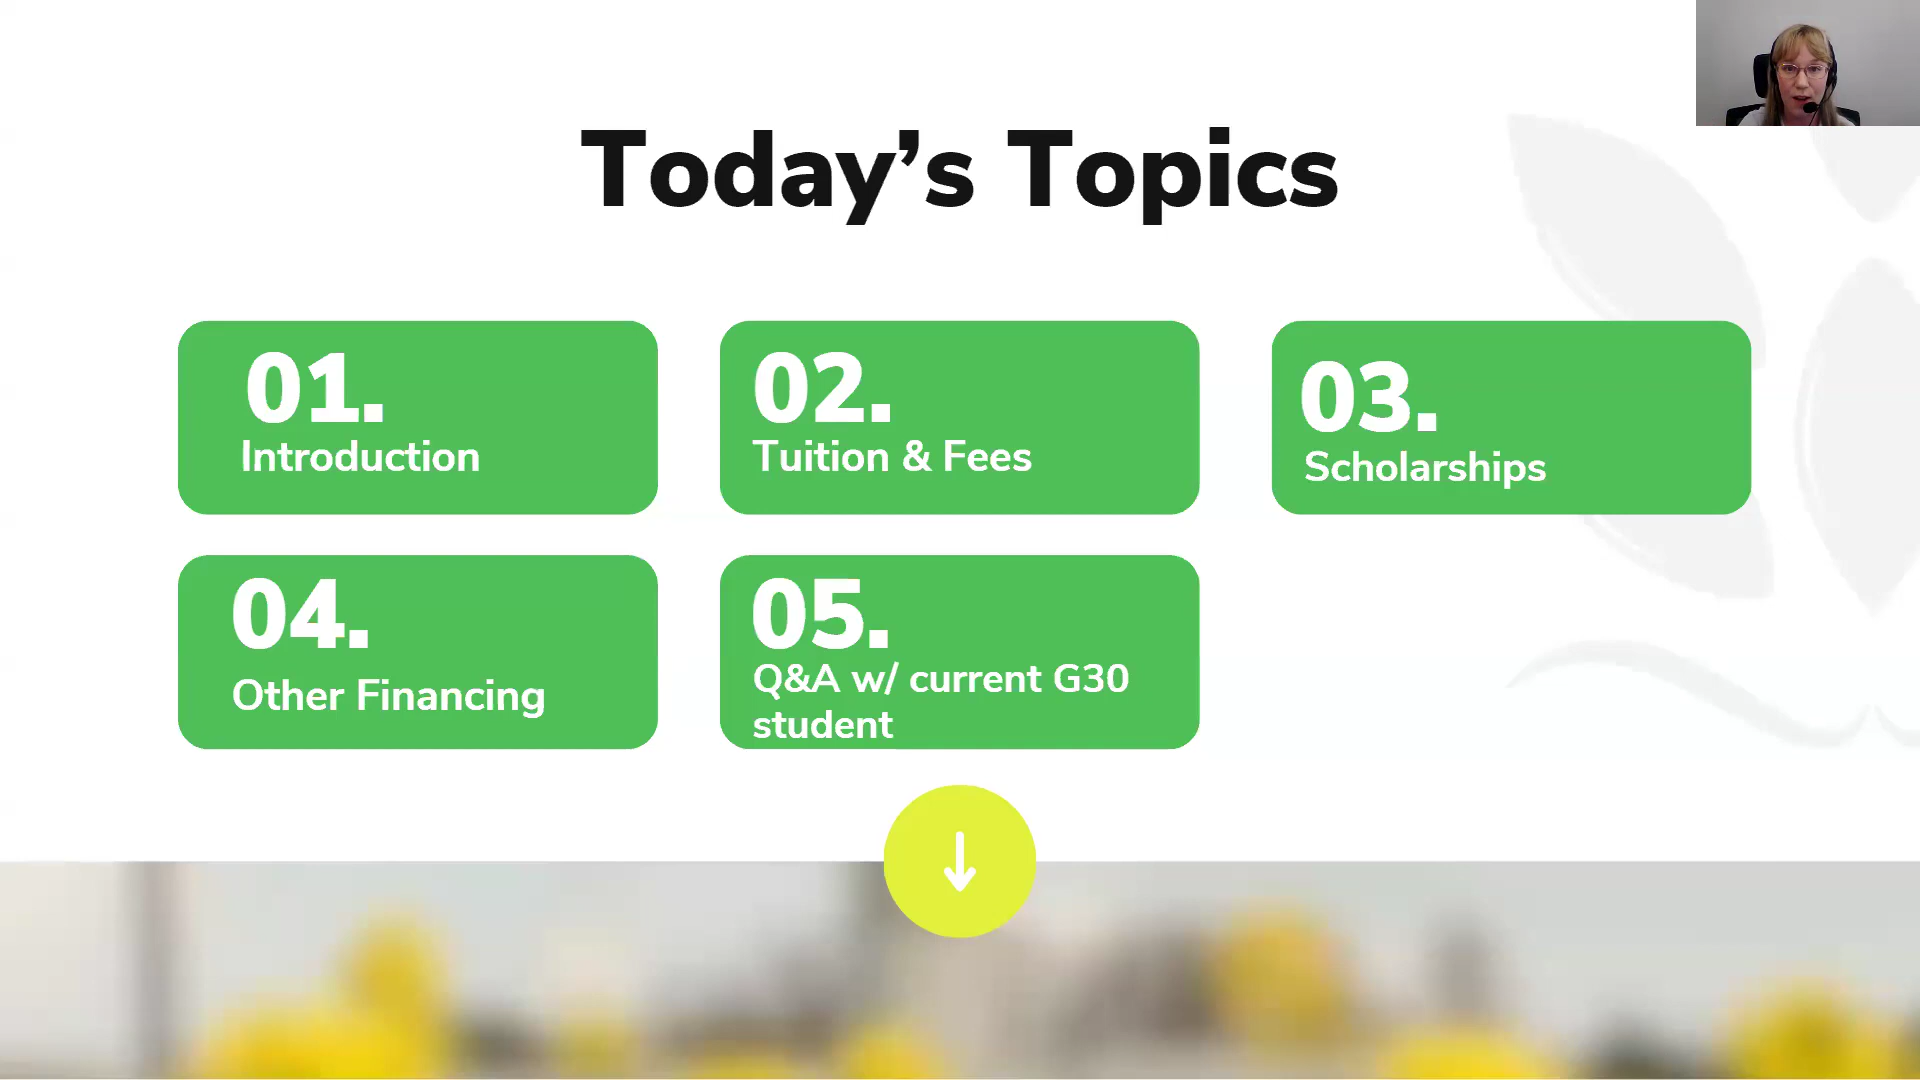 Today’s Topics
01.
Introduction
02.
Tuition & Fees
03.
Scholarships
04.
Other Financing
05.
Q&A w/ current G30
student